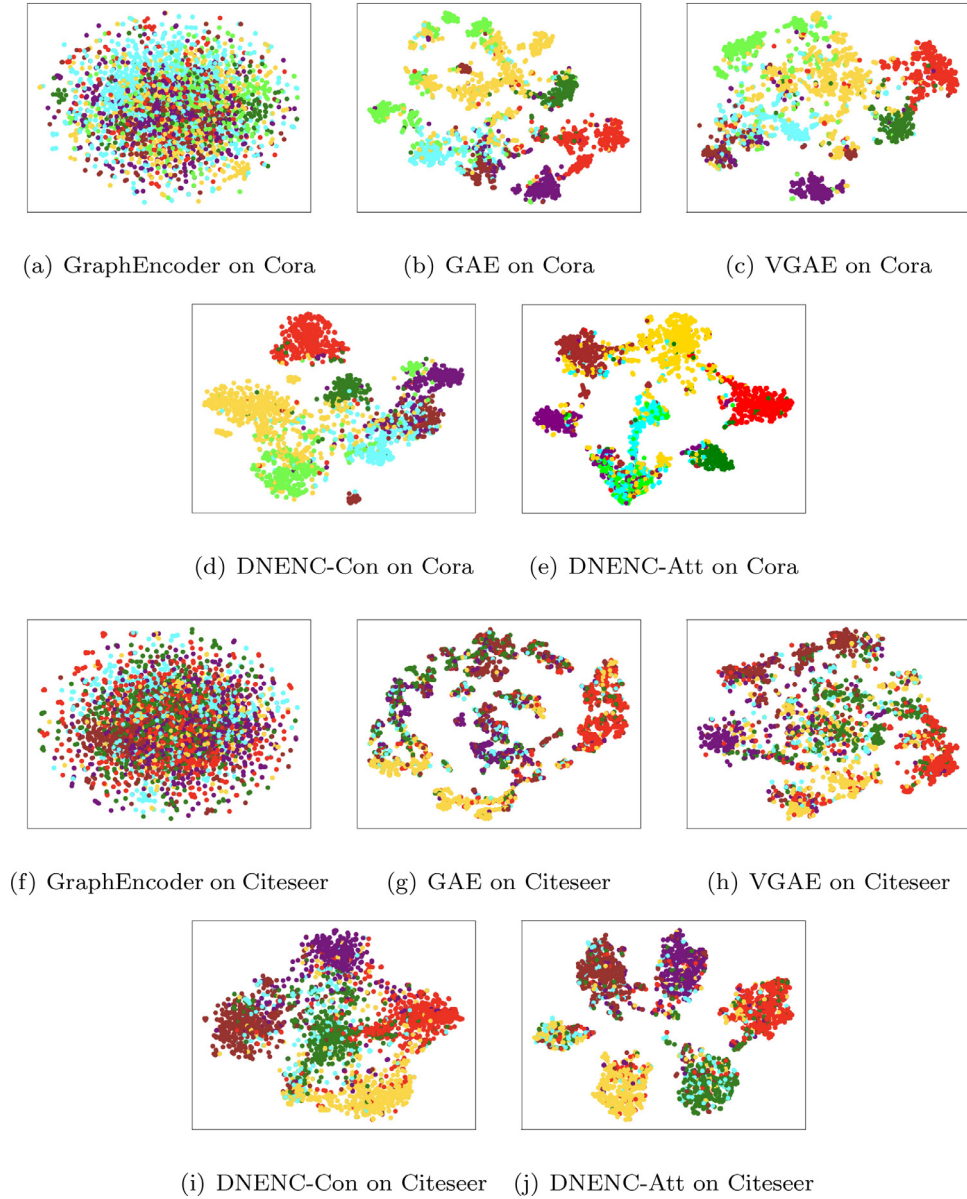 (a) GraphEncoder on Cora
(b) GAE on Cora
(c) VGAE on Cora
(d) DNENC-Con on Cora
(e) DNENC-Att on Cora
(f) GraphEncoder on Citeseer
(g) GAE on Citeseer
(h) VGAE on Citeseer
(i) DNENC-Con on Citeseer
(j) DNENC-Att on Citeseer